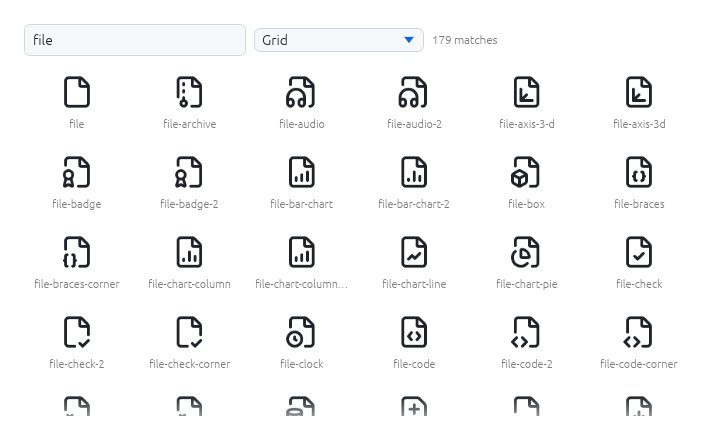 file Grid 179 matches
file file-archive file-audio file-audio-2 file-axis-3-d file-axis-3d
file-badge file-badge-2 file-bar-chart file-bar-chart-2 file-box file-braces
file-braces-corner file-chart-column file-chart-column... file-chart-line file-chart-pie file-check
file-check-2 file-check-corner file-clock file-code file-code-2 file-code-corner